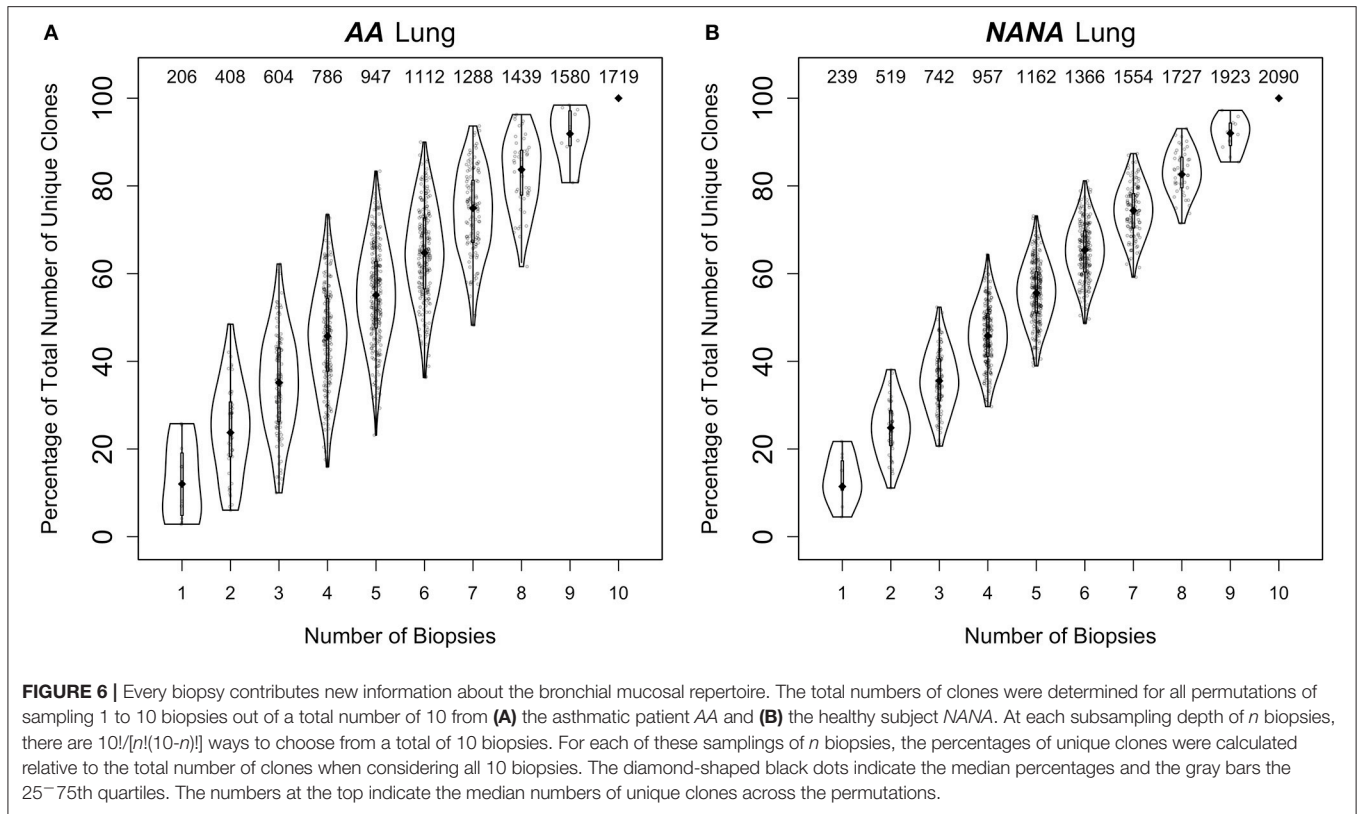 A
AA Lung
206 408 604 786 947 1112 1288 1439 1580 1719
Percentage of Total Number of Unique Clones
100
80
60
40
20
0
1 2 3 4 5 6 7 8 9 10
Number of Biopsies
B
NANA Lung
239 519 742 957 1162 1366 1554 1727 1923 2090
Percentage of Total Number of Unique Clones
100
80
60
40
20
0
1 2 3 4 5 6 7 8 9 10
Number of Biopsies
FIGURE 6 | Every biopsy contributes new information about the bronchial mucosal repertoire. The total numbers of clones were determined for all permutations of
sampling 1 to 10 biopsies out of a total number of 10 from (A) the asthmatic patient AA and (B) the healthy subject NANA. At each subsampling depth of n biopsies,
there are 10!/[n!(10-n)!] ways to choose from a total of 10 biopsies. For each of these samplings of n biopsies, the percentages of unique clones were calculated
relative to the total number of clones when considering all 10 biopsies. The diamond-shaped black dots indicate the median percentages and the gray bars the
25–75th quartiles. The numbers at the top indicate the median numbers of unique clones across the permutations.